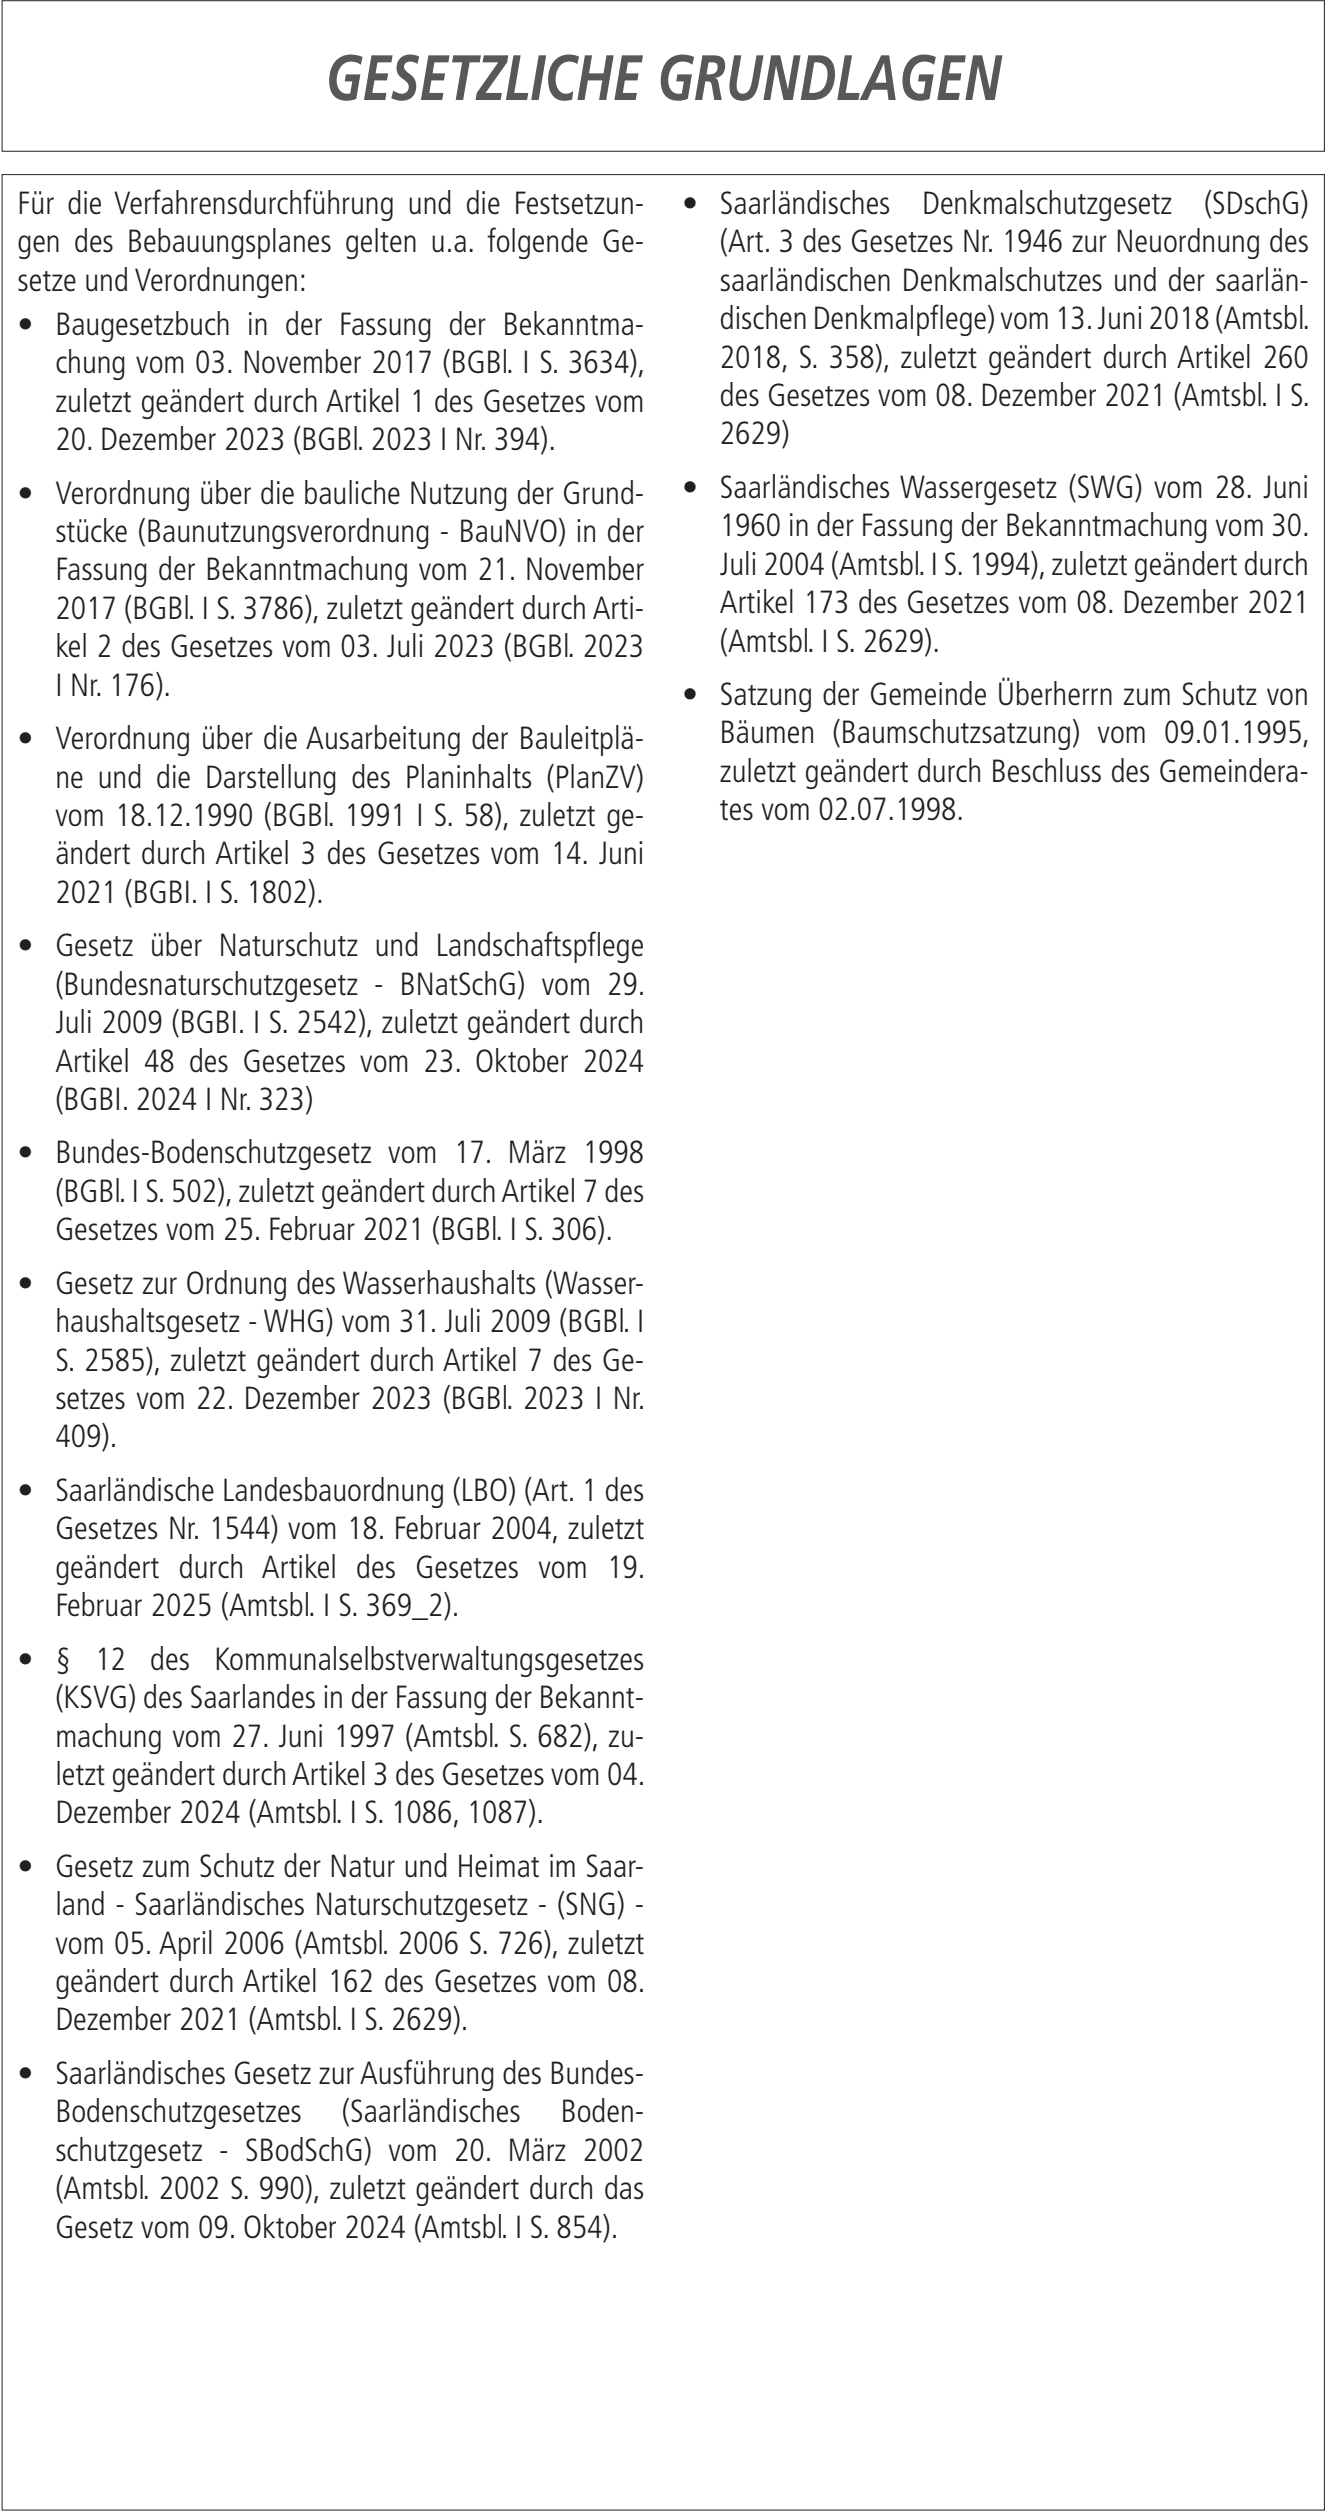 GESETZLICHE GRUNDLAGEN
Für die Verfahrensdurchführung und die Festsetzun-
gen des Bebauungsplanes gelten u.a. folgende Ge-
setze und Verordnungen:
• Baugesetzbuch in der Fassung der Bekanntma-
chung vom 03. November 2017 (BGBl. I S. 3634),
zuletzt geändert durch Artikel 1 des Gesetzes vom
20. Dezember 2023 (BGBl. 2023 I Nr. 394).
• Verordnung über die bauliche Nutzung der Grund-
stücke (Baunutzungsverordnung - BauNVO) in der
Fassung der Bekanntmachung vom 21. November
2017 (BGBl. I S. 3786), zuletzt geändert durch Arti-
kel 2 des Gesetzes vom 03. Juli 2023 (BGBl. 2023
I Nr. 176).
• Verordnung über die Ausarbeitung der Bauleitplä-
ne und die Darstellung des Planinhalts (PlanZV)
vom 18.12.1990 (BGBl. 1991 I S. 58), zuletzt ge-
ändert durch Artikel 3 des Gesetzes vom 14. Juni
2021 (BGBI. I S. 1802).
• Gesetz über Naturschutz und Landschaftspflege
(Bundesnaturschutzgesetz - BNatSchG) vom 29.
Juli 2009 (BGBI. I S. 2542), zuletzt geändert durch
Artikel 48 des Gesetzes vom 23. Oktober 2024
(BGBI. 2024 I Nr. 323)
• Bundes-Bodenschutzgesetz vom 17. März 1998
(BGBl. I S. 502), zuletzt geändert durch Artikel 7 des
Gesetzes vom 25. Februar 2021 (BGBl. I S. 306).
• Gesetz zur Ordnung des Wasserhaushalts (Wasser-
haushaltsgesetz - WHG) vom 31. Juli 2009 (BGBl. I
S. 2585), zuletzt geändert durch Artikel 7 des Ge-
setzes vom 22. Dezember 2023 (BGBl. 2023 I Nr.
409).
• Saarländische Landesbauordnung (LBO) (Art. 1 des
Gesetzes Nr. 1544) vom 18. Februar 2004, zuletzt
geändert durch Artikel des Gesetzes vom 19.
Februar 2025 (Amtsbl. I S. 369_2).
• § 12 des Kommunalselbstverwaltungsgesetzes
(KSVG) des Saarlandes in der Fassung der Bekannt-
machung vom 27. Juni 1997 (Amtsbl. S. 682), zu-
letzt geändert durch Artikel 3 des Gesetzes vom 04.
Dezember 2024 (Amtsbl. I S. 1086, 1087).
• Gesetz zum Schutz der Natur und Heimat im Saar-
land - Saarländisches Naturschutzgesetz - (SNG) -
vom 05. April 2006 (Amtsbl. 2006 S. 726), zuletzt
geändert durch Artikel 162 des Gesetzes vom 08.
Dezember 2021 (Amtsbl. I S. 2629).
• Saarländisches Gesetz zur Ausführung des Bundes-
Bodenschutzgesetzes (Saarländisches Boden-
schutzgesetz - SBodSchG) vom 20. März 2002
(Amtsbl. 2002 S. 990), zuletzt geändert durch das
Gesetz vom 09. Oktober 2024 (Amtsbl. I S. 854).
• Saarländisches Denkmalschutzgesetz (SDschG)
(Art. 3 des Gesetzes Nr. 1946 zur Neuordnung des
saarländischen Denkmalschutzes und der saarlän-
dischen Denkmalpflege) vom 13. Juni 2018 (Amtsbl.
2018, S. 358), zuletzt geändert durch Artikel 260
des Gesetzes vom 08. Dezember 2021 (Amtsbl. I S.
2629)
• Saarländisches Wassergesetz (SWG) vom 28. Juni
1960 in der Fassung der Bekanntmachung vom 30.
Juli 2004 (Amtsbl. I S. 1994), zuletzt geändert durch
Artikel 173 des Gesetzes vom 08. Dezember 2021
(Amtsbl. I S. 2629).
• Satzung der Gemeinde Überherrn zum Schutz von
Bäumen (Baumschutzsatzung) vom 09.01.1995,
zuletzt geändert durch Beschluss des Gemeindera-
tes vom 02.07.1998.